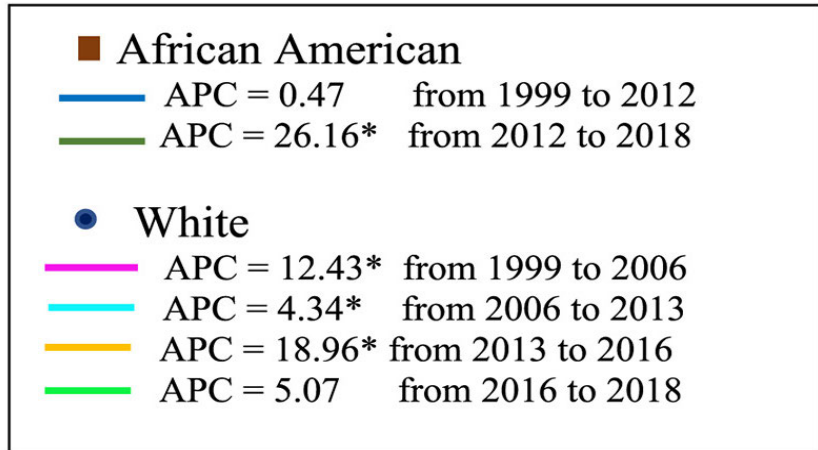 African American
APC = 0.47 from 1999 to 2012
APC = 26.16* from 2012 to 2018
White
APC = 12.43* from 1999 to 2006
APC = 4.34* from 2006 to 2013
APC = 18.96* from 2013 to 2016
APC = 5.07 from 2016 to 2018